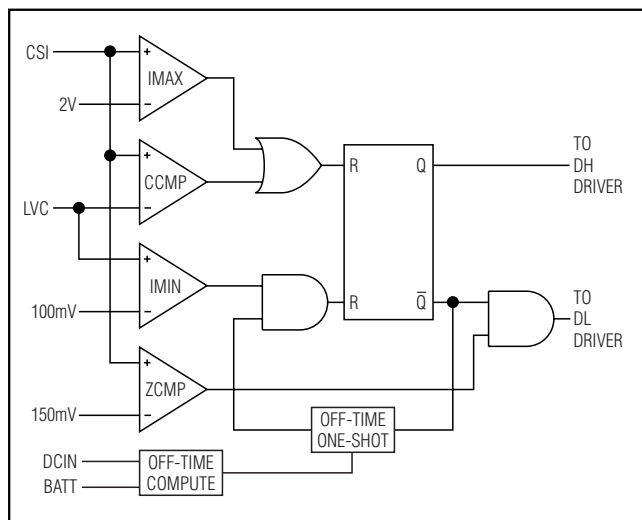 CSI
+
IMAX
2V
−
+
CCMP
LVC
−
R
Q
TO
DH
DRIVER
+
IMIN
100mV
−
R
Q̅
TO
DL
DRIVER
+
ZCMP
150mV
−
OFF-TIME
ONE-SHOT
DCIN
BATT
OFF-TIME
COMPUTE